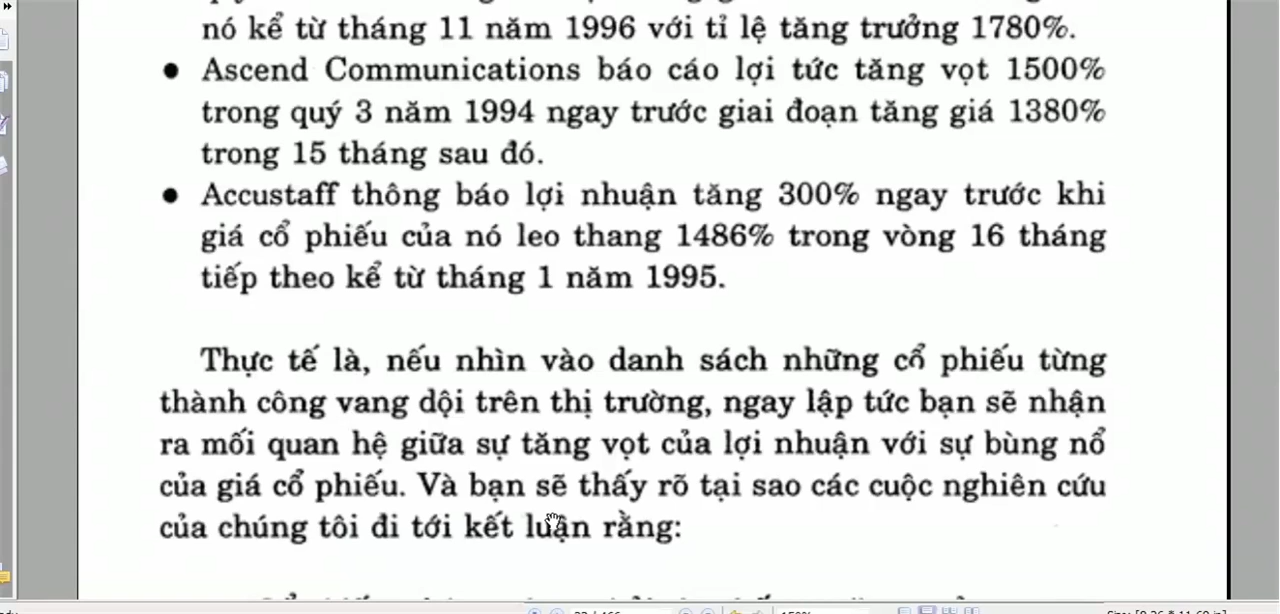 nó kể từ tháng 11 năm 1996 với tỉ lệ tăng trưởng 1780%.
● Ascend Communications báo cáo lợi tức tăng vọt 1500%
trong quý 3 năm 1994 ngay trước giai đoạn tăng giá 1380%
trong 15 tháng sau đó.
● Accustaff thông báo lợi nhuận tăng 300% ngay trước khi
giá cổ phiếu của nó leo thang 1486% trong vòng 16 tháng
tiếp theo kể từ tháng 1 năm 1995.
Thực tế là, nếu nhìn vào danh sách những cổ phiếu từng
thành công vang dội trên thị trường, ngay lập tức bạn sẽ nhận
ra mối quan hệ giữa sự tăng vọt của lợi nhuận với sự bùng nổ
của giá cổ phiếu. Và bạn sẽ thấy rõ tại sao các cuộc nghiên cứu
của chúng tôi đi tới kết luận rằng: